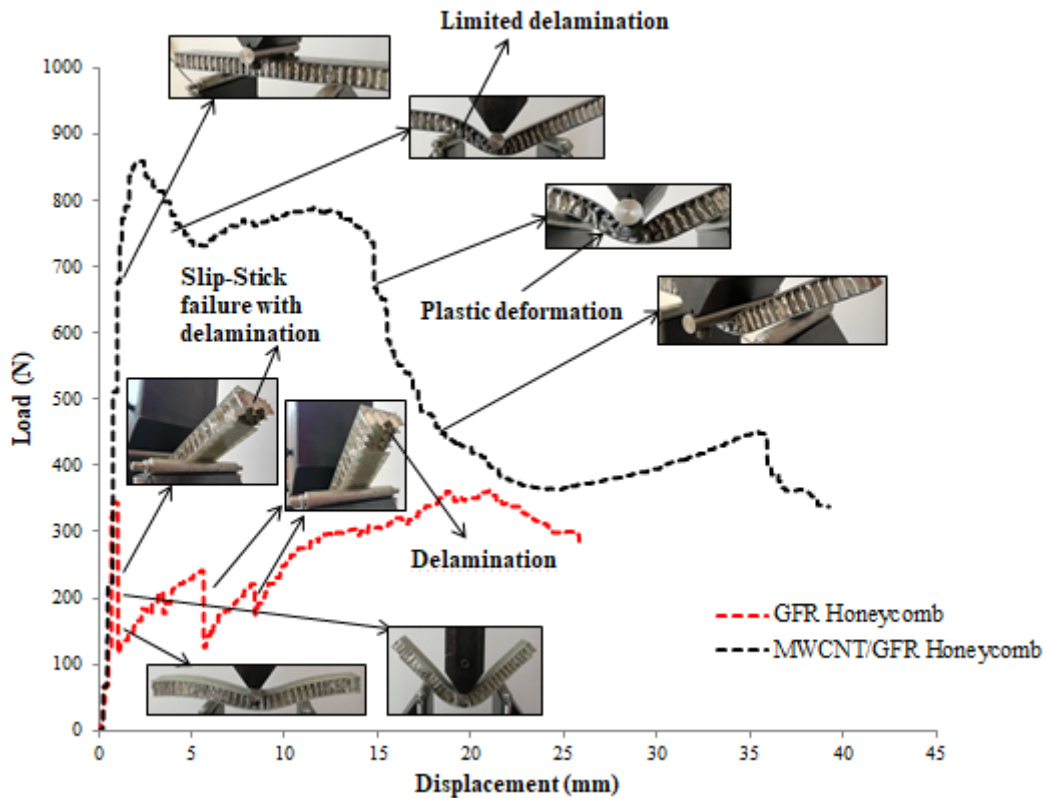 Limited delamination
1000
900
800
700
600
500
400
300
200
100
0
Load (N)
Slip-Stick
failure with
delamination
Plastic deformation
Delamination
GFR Honeycomb
MWCNT/GFR Honeycomb
0 5 10 15 20 25 30 35 40 45
Displacement (mm)